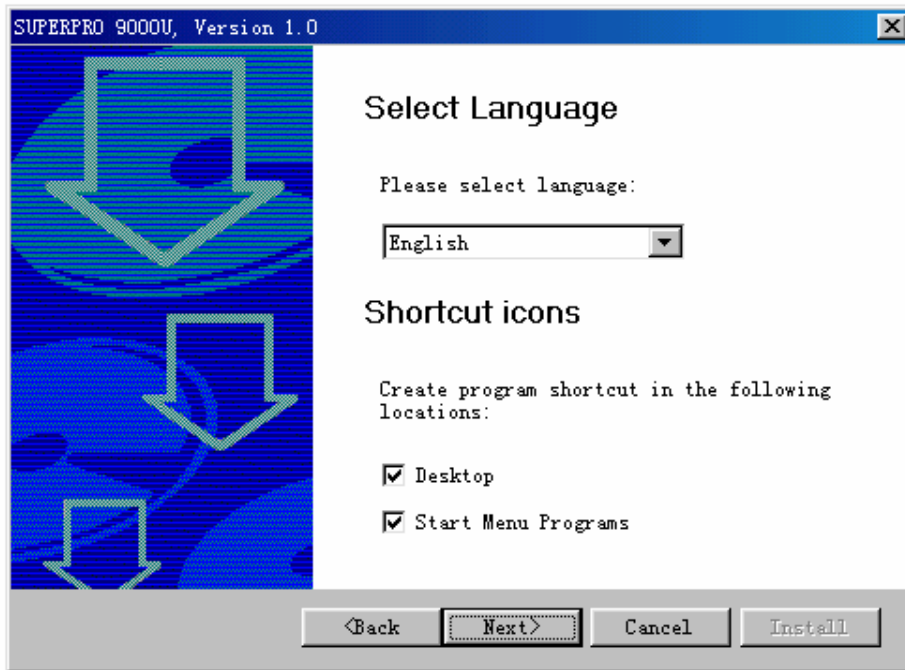 SUPERPRO 9000U, Version 1.0
Select Language
Please select language:
English
Shortcut icons
Create program shortcut in the following
locations:
Desktop
Start Menu Programs
<Back Next> Cancel Install